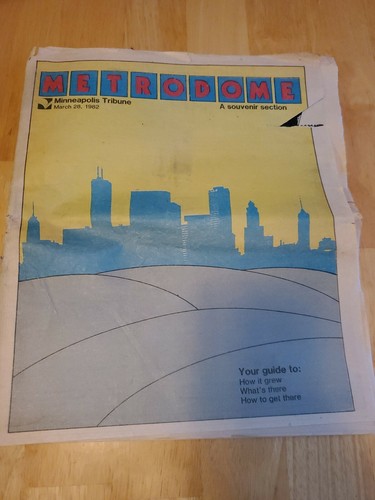 METRODOME
Minneapolis Tribune
March 28, 1982
A souvenir section
Your guide to:
How it grew
What's there
How to get there